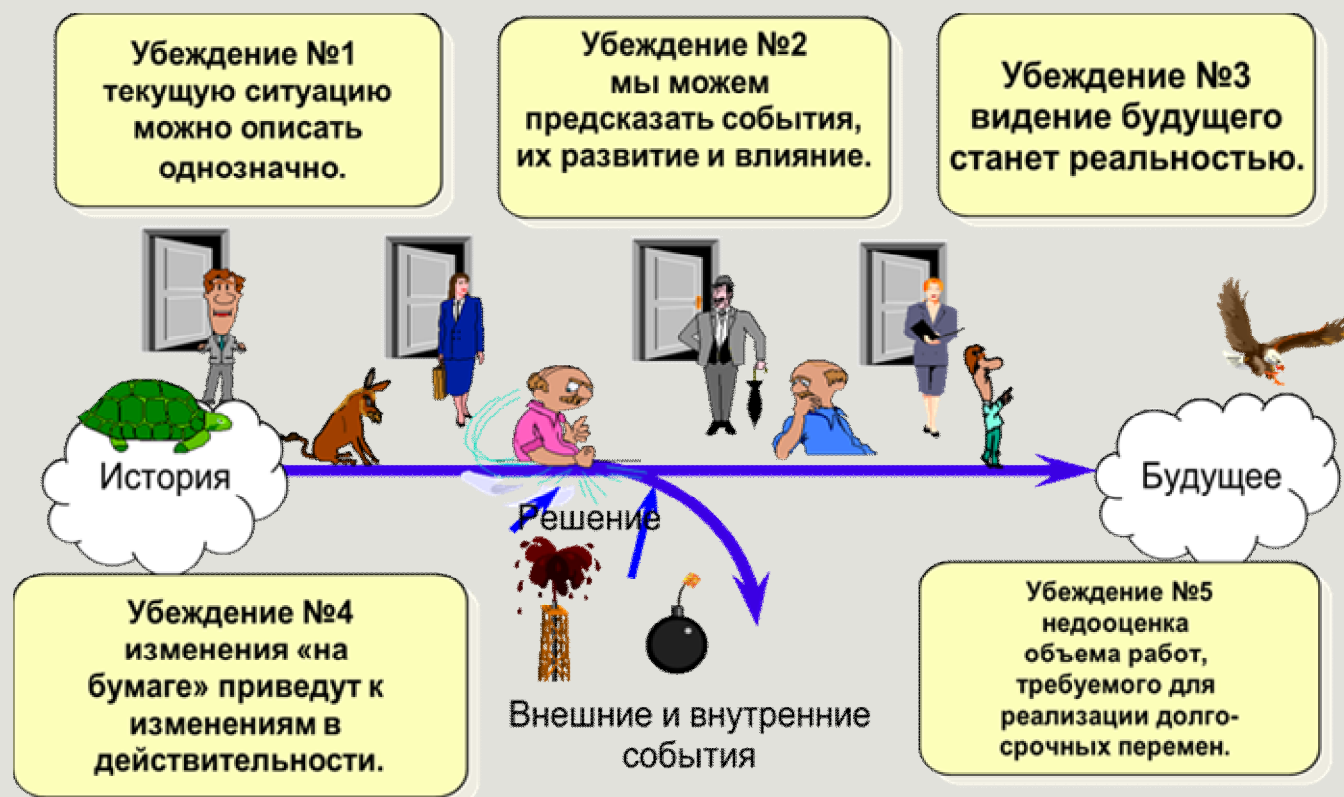 Убеждение №1
текущую ситуацию
можно описать
однозначно.
Убеждение №2
мы можем
предсказать события,
их развитие и влияние.
Убеждение №3
видение будущего
станет реальностью.
История
Решение
Будущее
Убеждение №4
изменения «на
бумаге» приведут к
изменениям в
действительности.
Внешние и внутренние
события
Убеждение №5
недооценка
объема работ,
требуемого для
реализации долго-
срочных перемен.